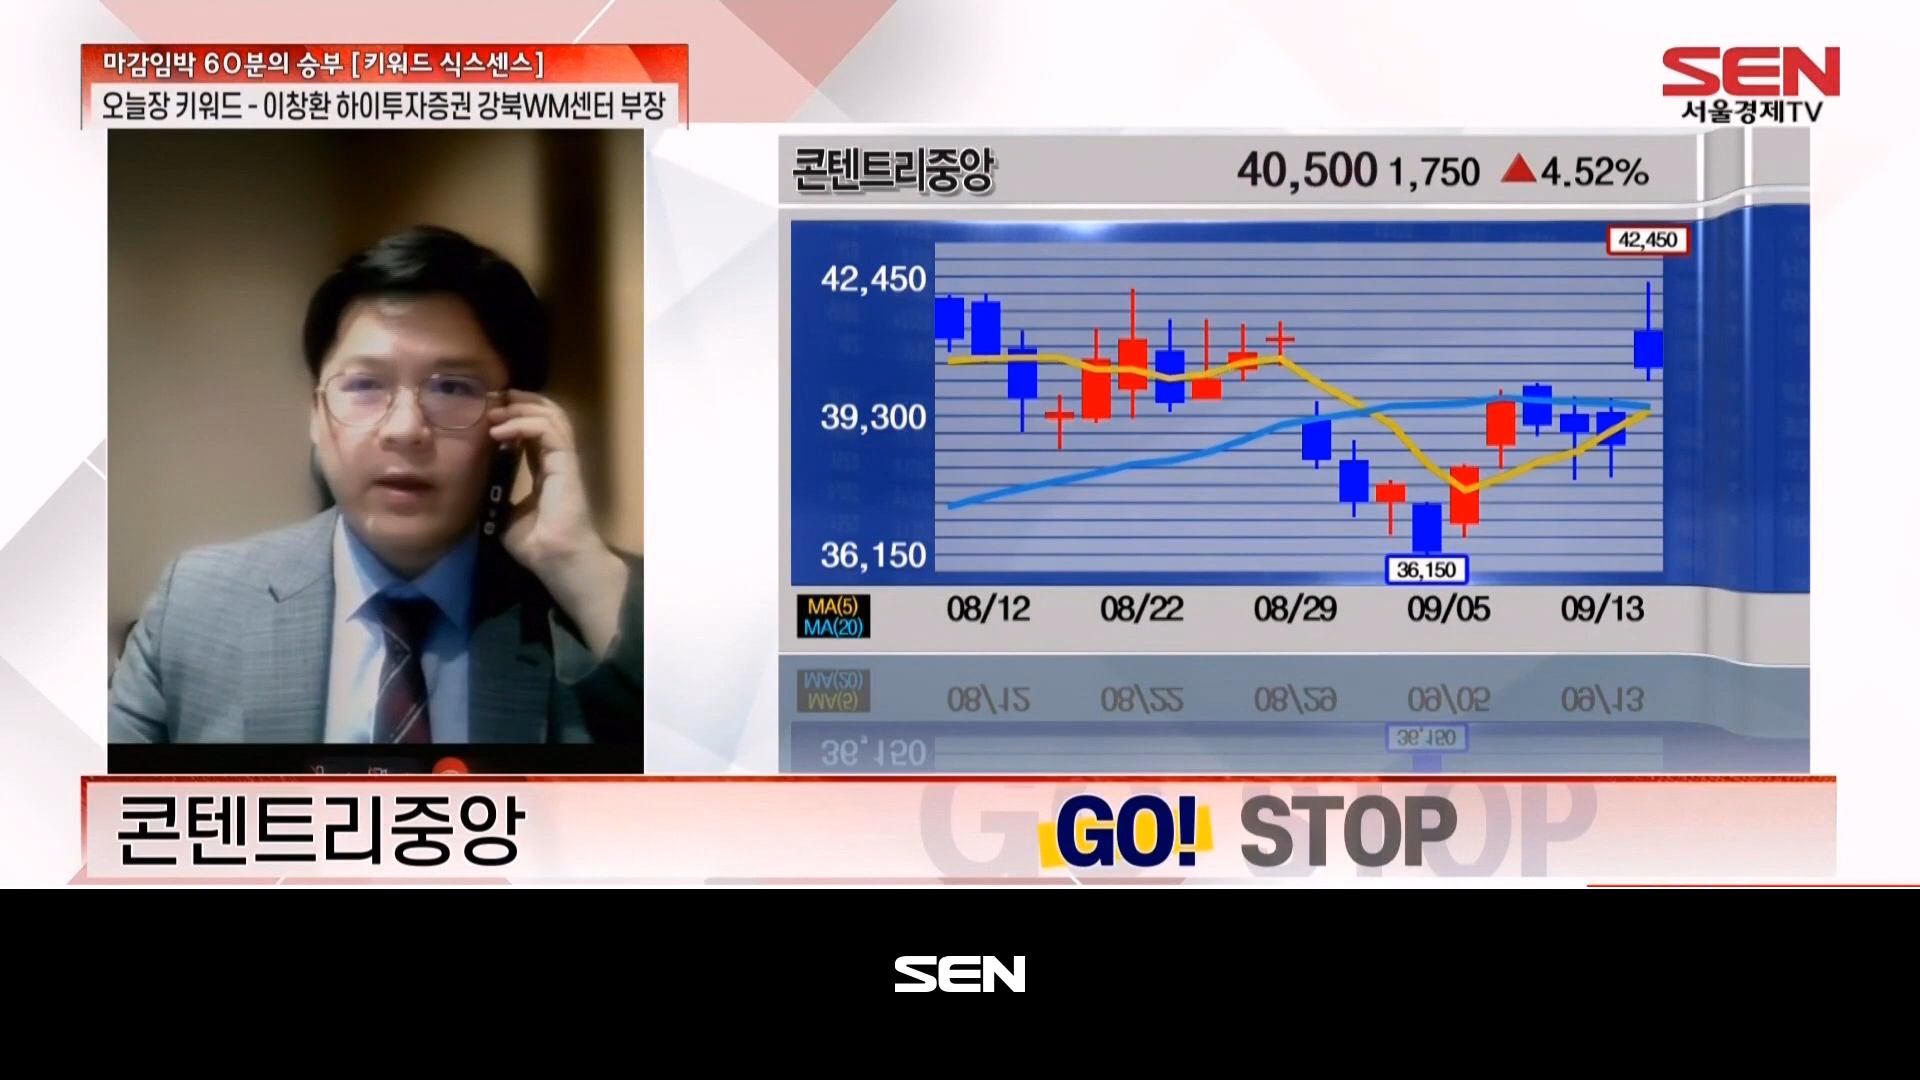 마감임박 60분의 승부 [키워드 식스센스]
오늘장 키워드 - 이창환 하이투자증권 강북WM센터 부장
SEN
서울경제TV
콘텐트리중앙 40,500 1,750 ▲4.52%
42,450
42,450
39,300
36,150
36,150
MA(5)
MA(20)
08/12 08/22 08/29 09/05 09/13
콘텐트리중앙 GO! STOP
SEN